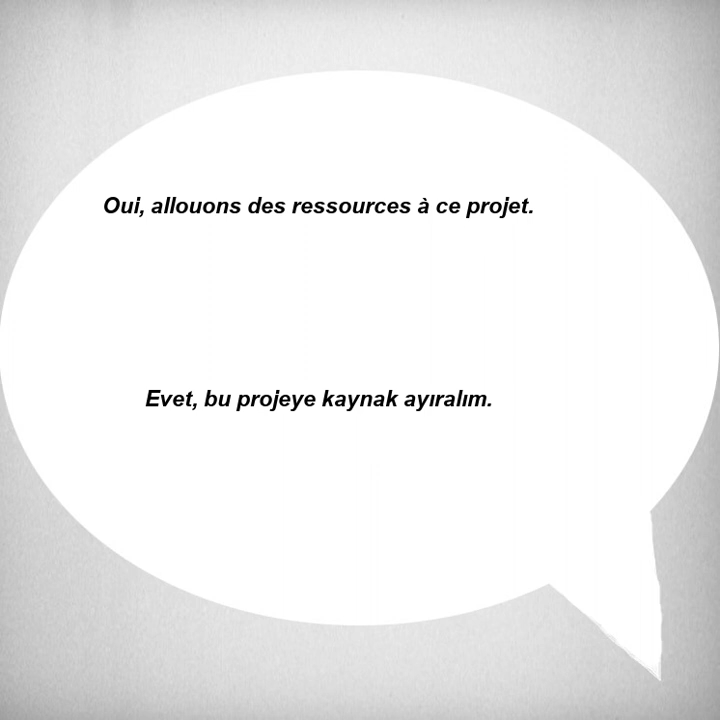 Oui, allouons des ressources à ce projet.
Evet, bu projeye kaynak ayıralım.